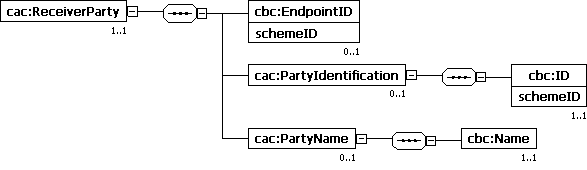 cac:ReceiverParty
1..1
cbc:EndpointID
schemeID
0..1
cac:PartyIdentification
0..1
cbc:ID
schemeID
1..1
cac:PartyName
0..1
cbc:Name
1..1